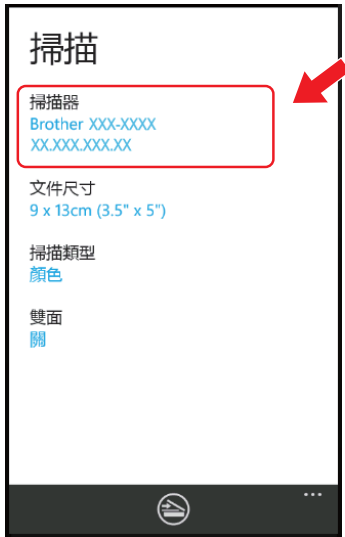 掃描
掃描器
Brother XXX-XXXX
XX.XXX.XXX.XX
文件尺寸
9 x 13cm (3.5" x 5")
掃描類型
顏色
雙面
關
...